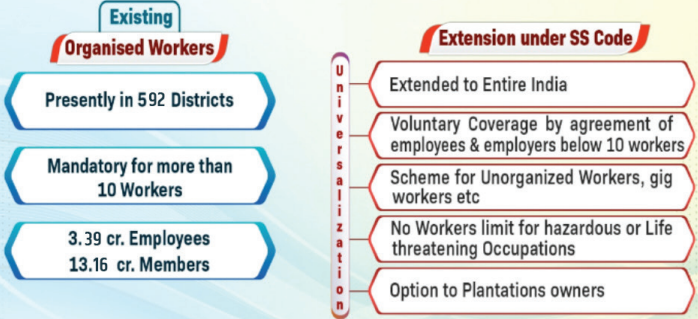 Existing
Organised Workers
Presently in 592 Districts
Mandatory for more than
10 Workers
3.39 cr. Employees
13.16 cr. Members
Extension under SS Code
Universalization
Extended to Entire India
Voluntary Coverage by agreement of
employees & employers below 10 workers
Scheme for Unorganized Workers, gig
workers etc
No Workers limit for hazardous or Life
threatening Occupations
Option to Plantations owners